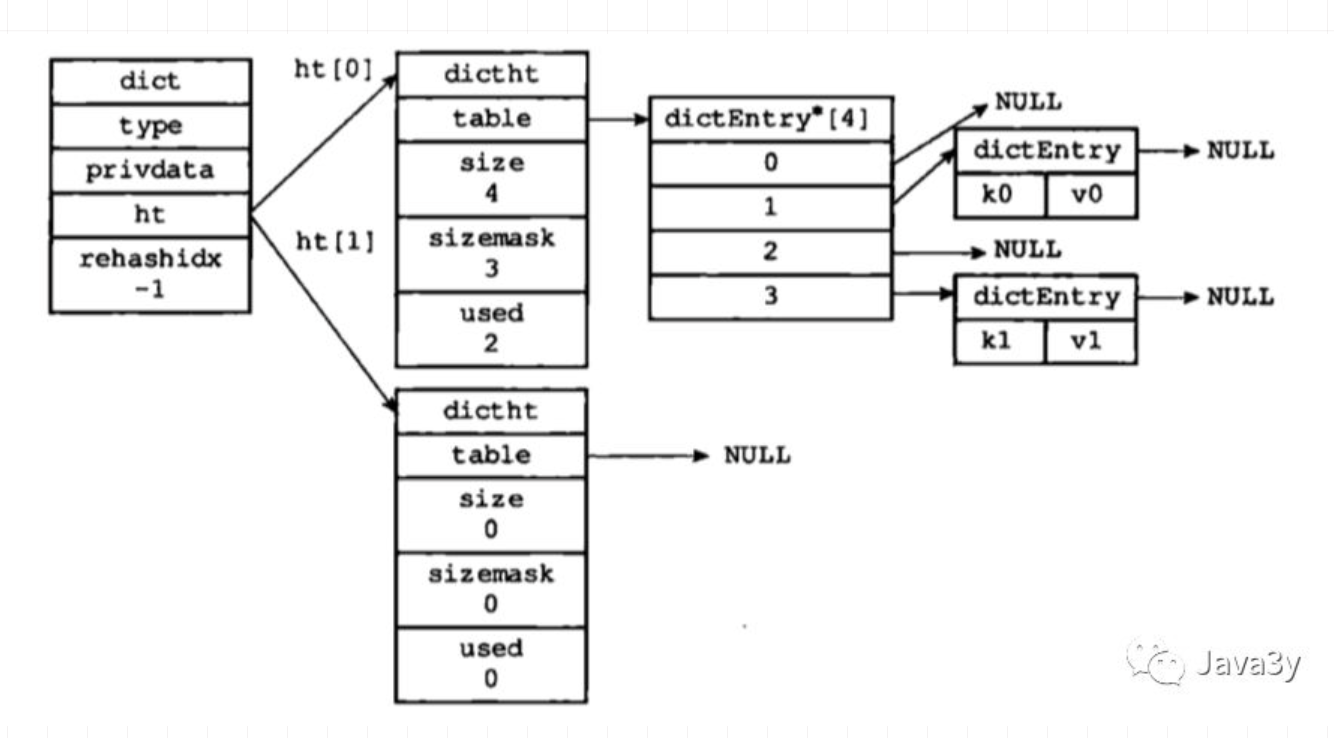 dict
type
privdata
ht
rehashidx
-1
ht[0]
ht[1]
dictht
table
size
4
sizemask
3
used
2
dictht
table
size
0
sizemask
0
used
0
NULL
dictEntry*[4]
0
1
2
3
NULL
dictEntry
k0 v0
NULL
NULL
dictEntry
k1 v1
NULL
Java3y